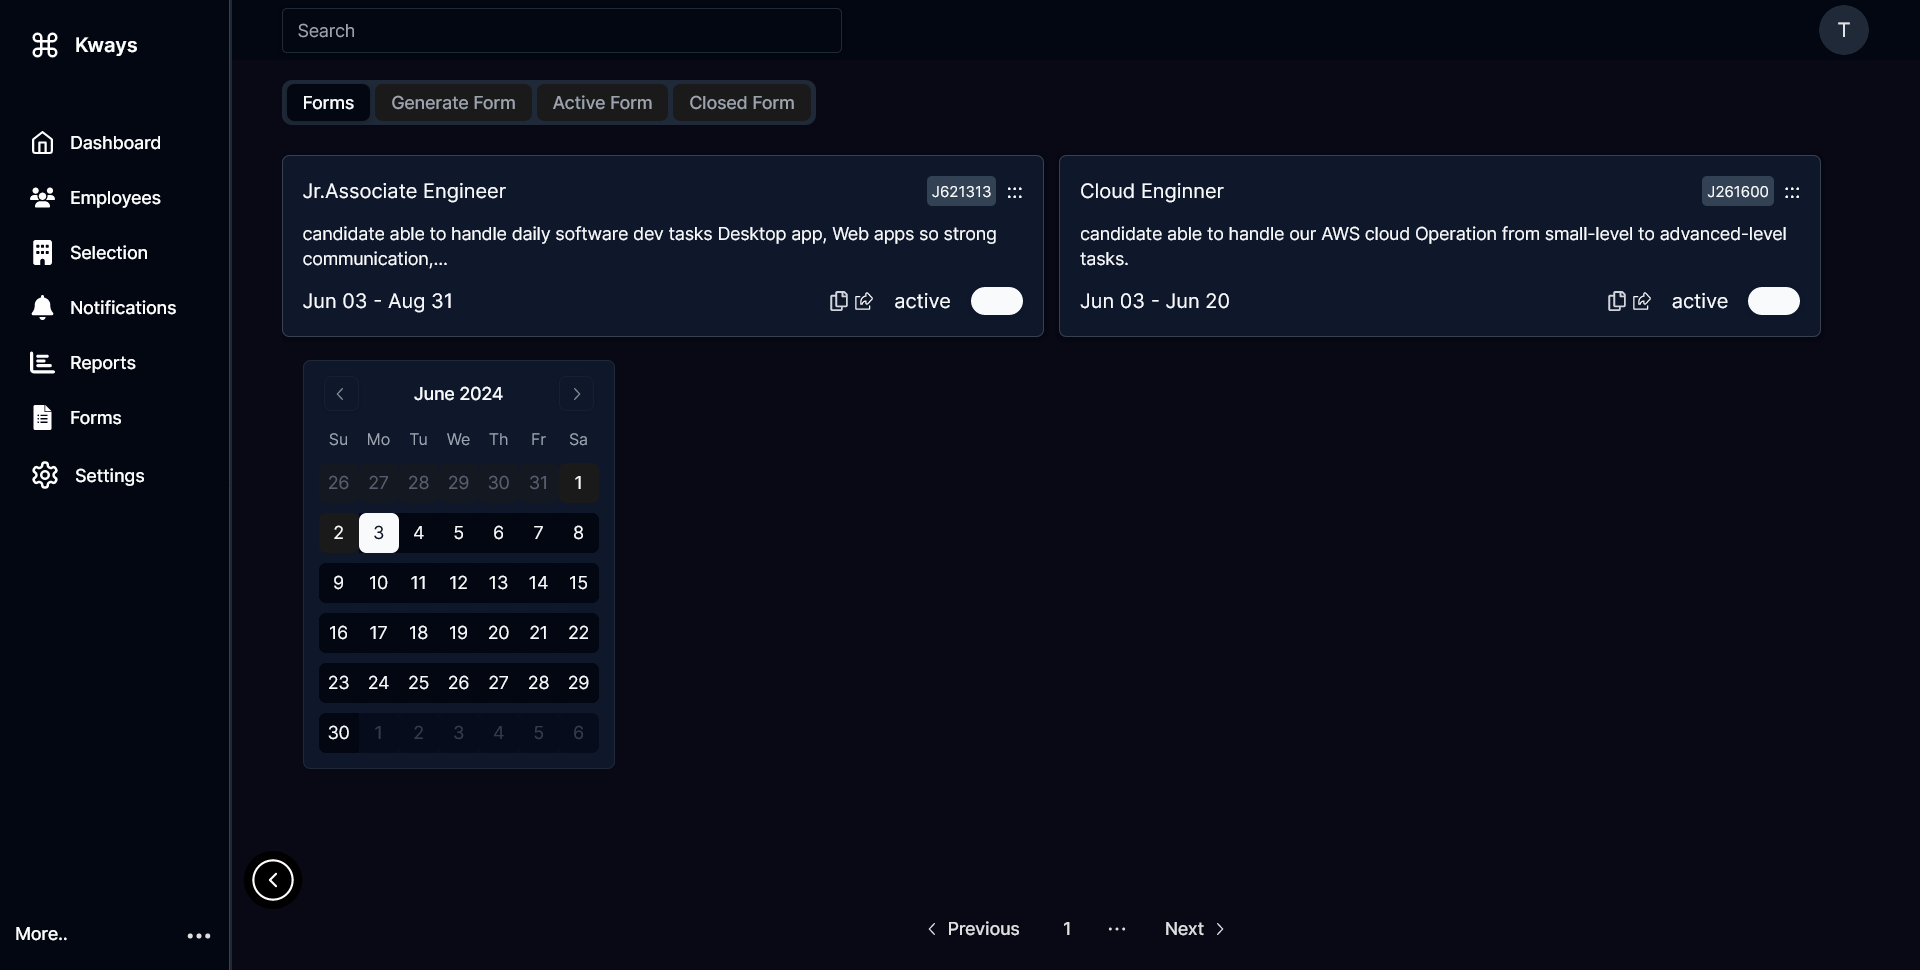 Kways
Search
T
Dashboard
Employees
Selection
Notifications
Reports
Forms
Settings
More..
Forms Generate Form Active Form Closed Form
Jr.Associate Engineer J621313
candidate able to handle daily software dev tasks Desktop app, Web apps so strong
communication,...
Jun 03 - Aug 31 active
Cloud Enginner J261600
candidate able to handle our AWS cloud Operation from small-level to advanced-level
tasks.
Jun 03 - Jun 20 active
June 2024
Su Mo Tu We Th Fr Sa
26 27 28 29 30 31 1
2 3 4 5 6 7 8
9 10 11 12 13 14 15
16 17 18 19 20 21 22
23 24 25 26 27 28 29
30 1 2 3 4 5 6
Previous 1 ... Next